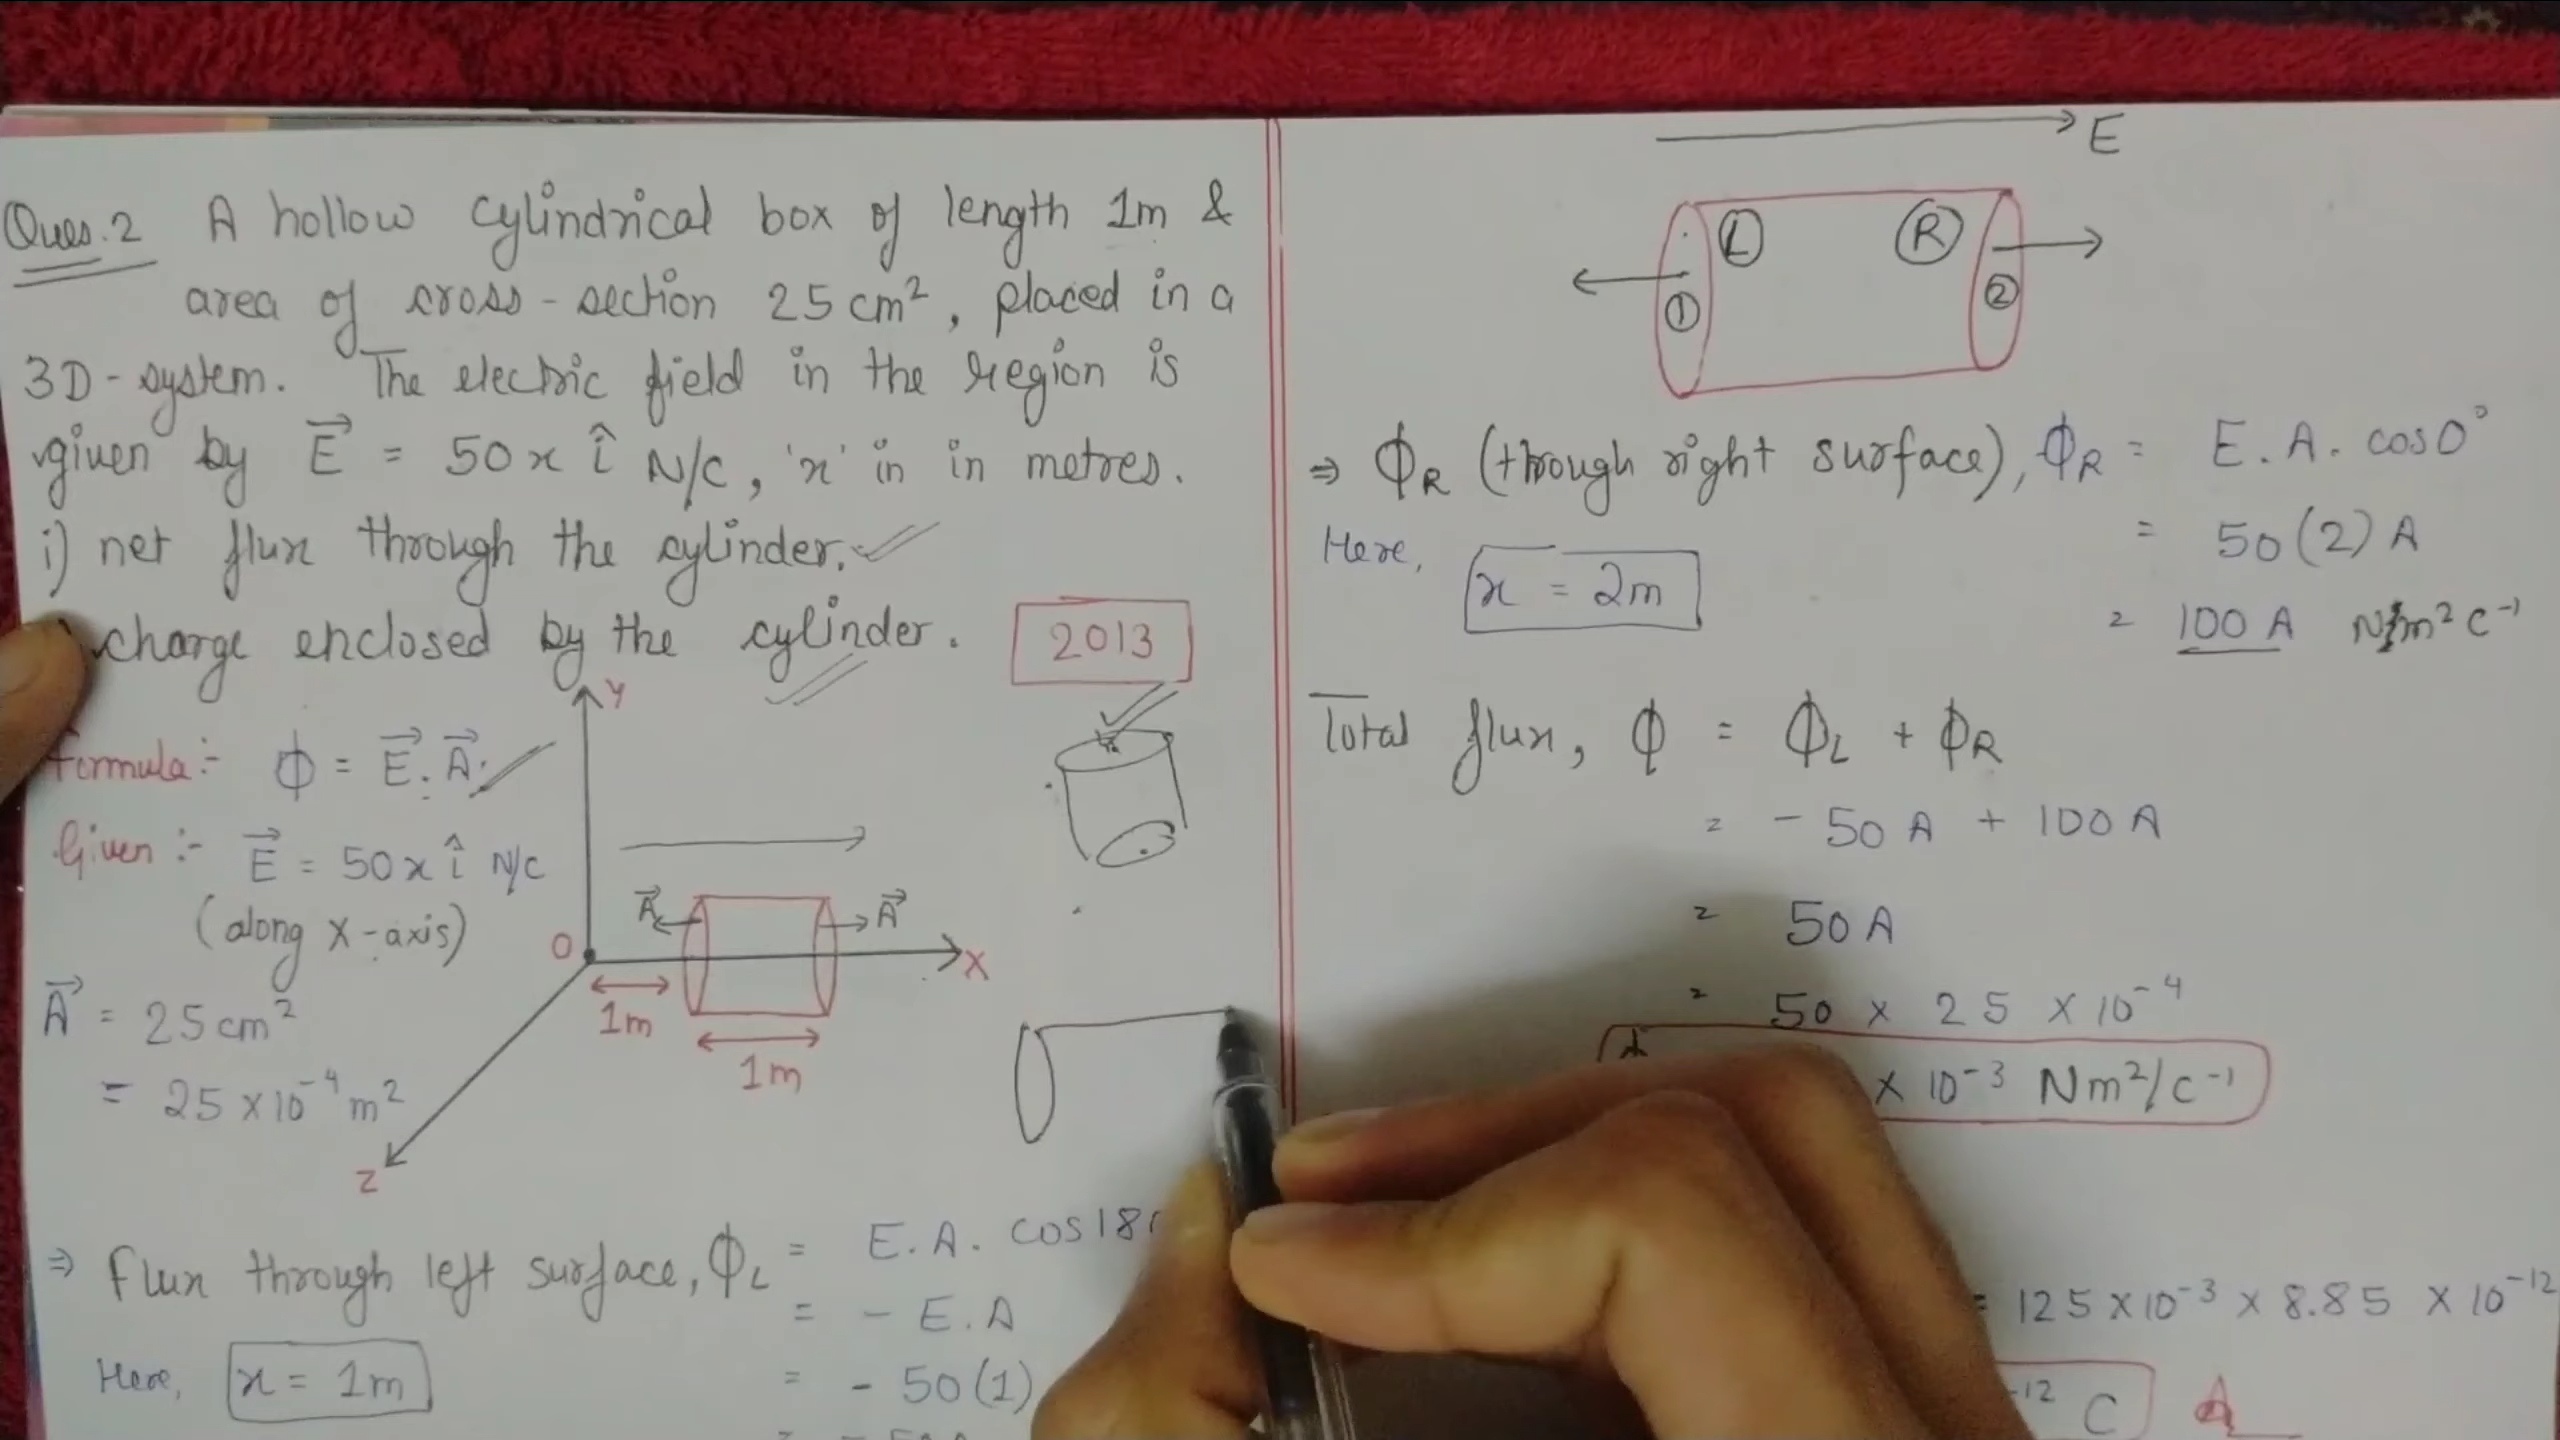 Ques.2 A hollow cylindrical box of length 1m &
area of cross-section 25 cm², placed in a
3D-system. The electric field in the region is
given by E⃗ = 50x î N/C, 'x' in in metres.
i) net flux through the cylinder.
charge enclosed by the cylinder.
2013
Formula:- ϕ = E⃗.A⃗.
Given:- E⃗ = 50x î N/C
(along X-axis)
A⃗ = 25cm²
= 25×10⁻⁴ m²
Y
A⃗ A⃗
O X
1m
1m
Z
⇒ Flux through left surface, ϕL = E.A. cos18
= - E.A
Here, x = 1m = - 50(1)
E
L R
1 2
⇒ ϕR (through right surface), ϕR = E.A. cos0°
Here, x = 2m = 50(2) A
= 100 A N m² C⁻¹
Total flux, ϕ = ϕL + ϕR
= - 50 A + 100 A
= 50 A
= 50 × 25 × 10⁻⁴
× 10⁻³ Nm²/C⁻¹
= 125×10⁻³ × 8.85 × 10⁻¹²
⁻¹² C